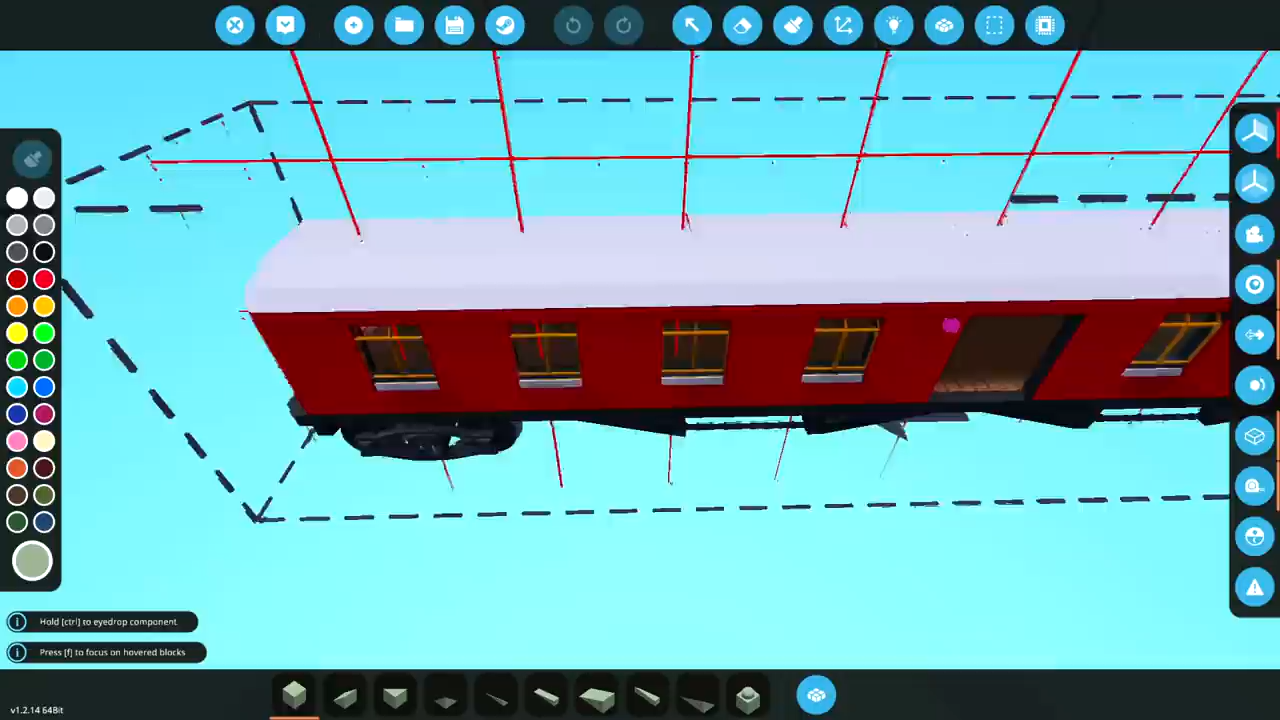 Hold [ctrl] to eyedrop component
Press [f] to focus on hovered blocks
v1.2.14 64Bit